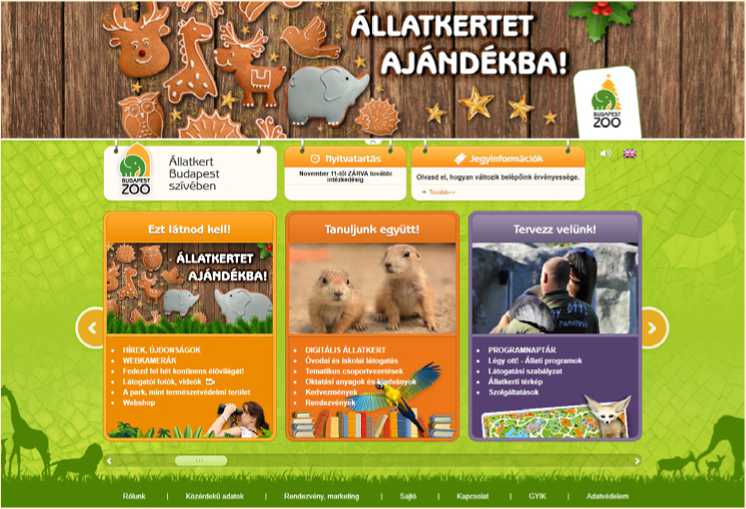 ÁLLATKERTET
AJÁNDÉKBA!
BUDAPEST
ZOO
BUDAPEST
ZOO
Állatkert
Budapest
szívében
Nyitvatartás
November 11-től ZÁRVA további
intézkedésig
Jegyinformációk
Olvasd el, hogyan változik belépőink érvényessége.
Tovább>>
Ezt látnod kell!
ÁLLATKERTET
AJÁNDÉKBA!
HÍREK, ÚJDONSÁGOK
WEBKAMERÁK
Fedezd fel hét kontinens élővilágát!
Látogatói fotók, videók
A park, mint természetvédelmi terület
Webshop
Tanuljunk együtt!
DIGITÁLIS ÁLLATKERT
Óvodai és iskolai látogatás
Tematikus csoportvezetések
Oktatási anyagok és kiadványok
Kedvezmények
Rendezvények
Tervezz velünk!
PROGRAMNAPTÁR
Légy ott! - Állati programok
Látogatási szabályzat
Állatkerti térkép
Szolgáltatások
Rólunk | Közérdekű adatok | Rendezvény, marketing | Sajtó | Kapcsolat | GYIK | Adatvédelem